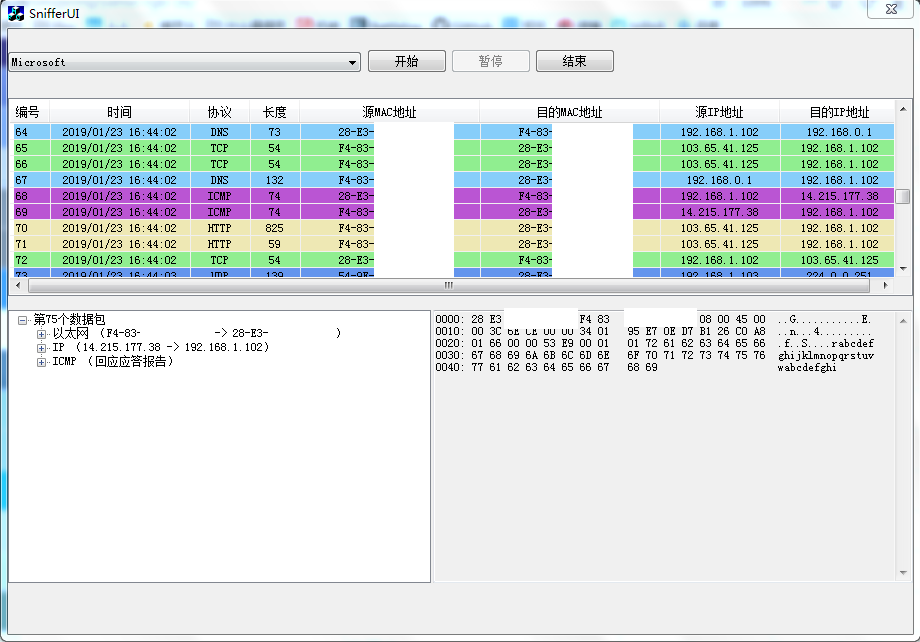 SnifferUI
Microsoft 开始 暂停 结束
编号 时间 协议 长度 源MAC地址 目的MAC地址 源IP地址 目的IP地址
64 2019/01/23 16:44:02 DNS 73 28-E3- F4-83- 192.168.1.102 192.168.0.1
65 2019/01/23 16:44:02 TCP 54 F4-83- 28-E3- 103.65.41.125 192.168.1.102
66 2019/01/23 16:44:02 TCP 54 F4-83- 28-E3- 103.65.41.125 192.168.1.102
67 2019/01/23 16:44:02 DNS 132 F4-83- 28-E3- 192.168.0.1 192.168.1.102
68 2019/01/23 16:44:02 ICMP 74 28-E3- F4-83- 192.168.1.102 14.215.177.38
69 2019/01/23 16:44:02 ICMP 74 F4-83- 28-E3- 14.215.177.38 192.168.1.102
70 2019/01/23 16:44:02 HTTP 825 F4-83- 28-E3- 103.65.41.125 192.168.1.102
71 2019/01/23 16:44:02 HTTP 59 F4-83- 28-E3- 103.65.41.125 192.168.1.102
72 2019/01/23 16:44:02 TCP 54 28-E3- F4-83- 192.168.1.102 103.65.41.125
73 2019/01/23 16:44:03 UDP 139 54-9F- 28-E3- 192.168.1.103 224.0.0.251
第75个数据包
以太网 (F4-83- -> 28-E3- )
IP (14.215.177.38 -> 192.168.1.102)
ICMP (回应应答报告)
0000: 28 E3 F4 83 08 00 45 00 ..G..........E.
0010: 00 3C 6E CE 00 00 34 01 95 E7 0E D7 B1 26 C0 A8 ..n...4.........
0020: 01 66 00 00 53 E9 00 01 01 72 61 62 63 64 65 66 .f..S....rabcdef
0030: 67 68 69 6A 6B 6C 6D 6E 6F 70 71 72 73 74 75 76 ghijklmnopqrstuv
0040: 77 61 62 63 64 65 66 67 68 69 wabcdefghi